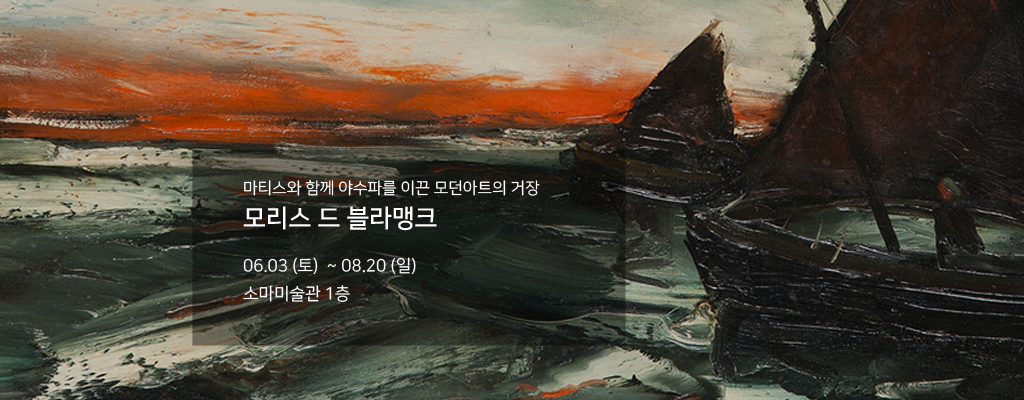 마티스와 함께 야수파를 이끈 모던아트의 거장
모리스 드 블라맹크
06.03 (토) ~ 08.20 (일)
소마미술관 1층